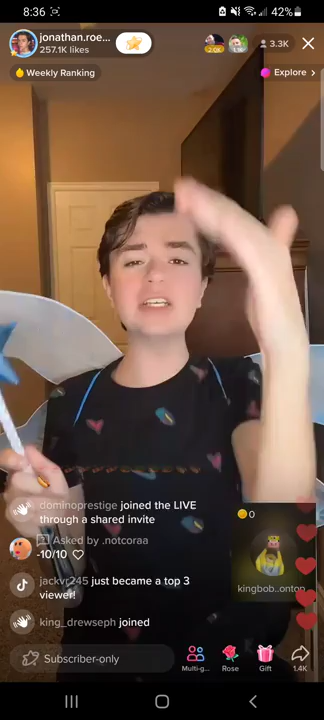 8:36
42%
jonathan.roe...
257.1K likes
3.3K
Weekly Ranking
Explore >
dominoprestige joined the LIVE
through a shared invite
Asked by .notcoraa
-10/10
jackvr245 just became a top 3
viewer!
king_drewseph joined
0
kingbob..onton
Subscriber-only
Multi-g...
Rose
Gift
1.4K